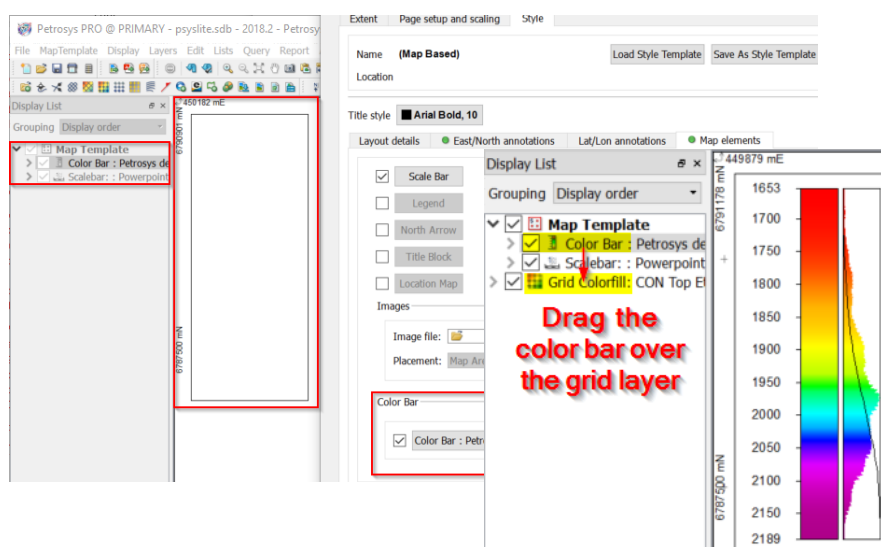 Petrosys PRO @ PRIMARY - psyslite.sdb - 2018.2 - Petrosy
File MapTemplate Display Layers Edit Lists Query Report
Display List
Grouping Display order
Map Template
Color Bar : Petrosys de
Scalebar: : Powerpoint
450182 mE
6790901 mN
6787500 mN
Extent Page setup and scaling Style
Name (Map Based) Load Style Template Save As Style Template
Location
Title style Arial Bold, 10
Layout details East/North annotations Lat/Lon annotations Map elements
Scale Bar
Legend
North Arrow
Title Block
Location Map
Images
Image file:
Placement: Map Ar
Color Bar
Color Bar : Petr
Display List
Grouping Display order
Map Template
Color Bar : Petrosys de
Scalebar: : Powerpoint
Grid Colorfill: CON Top E
Drag the
color bar over
the grid layer
449879 mE
6791178 mN
6787500 mN
1653
1700
1750
1800
1850
1900
1950
2000
2050
2100
2150
2189